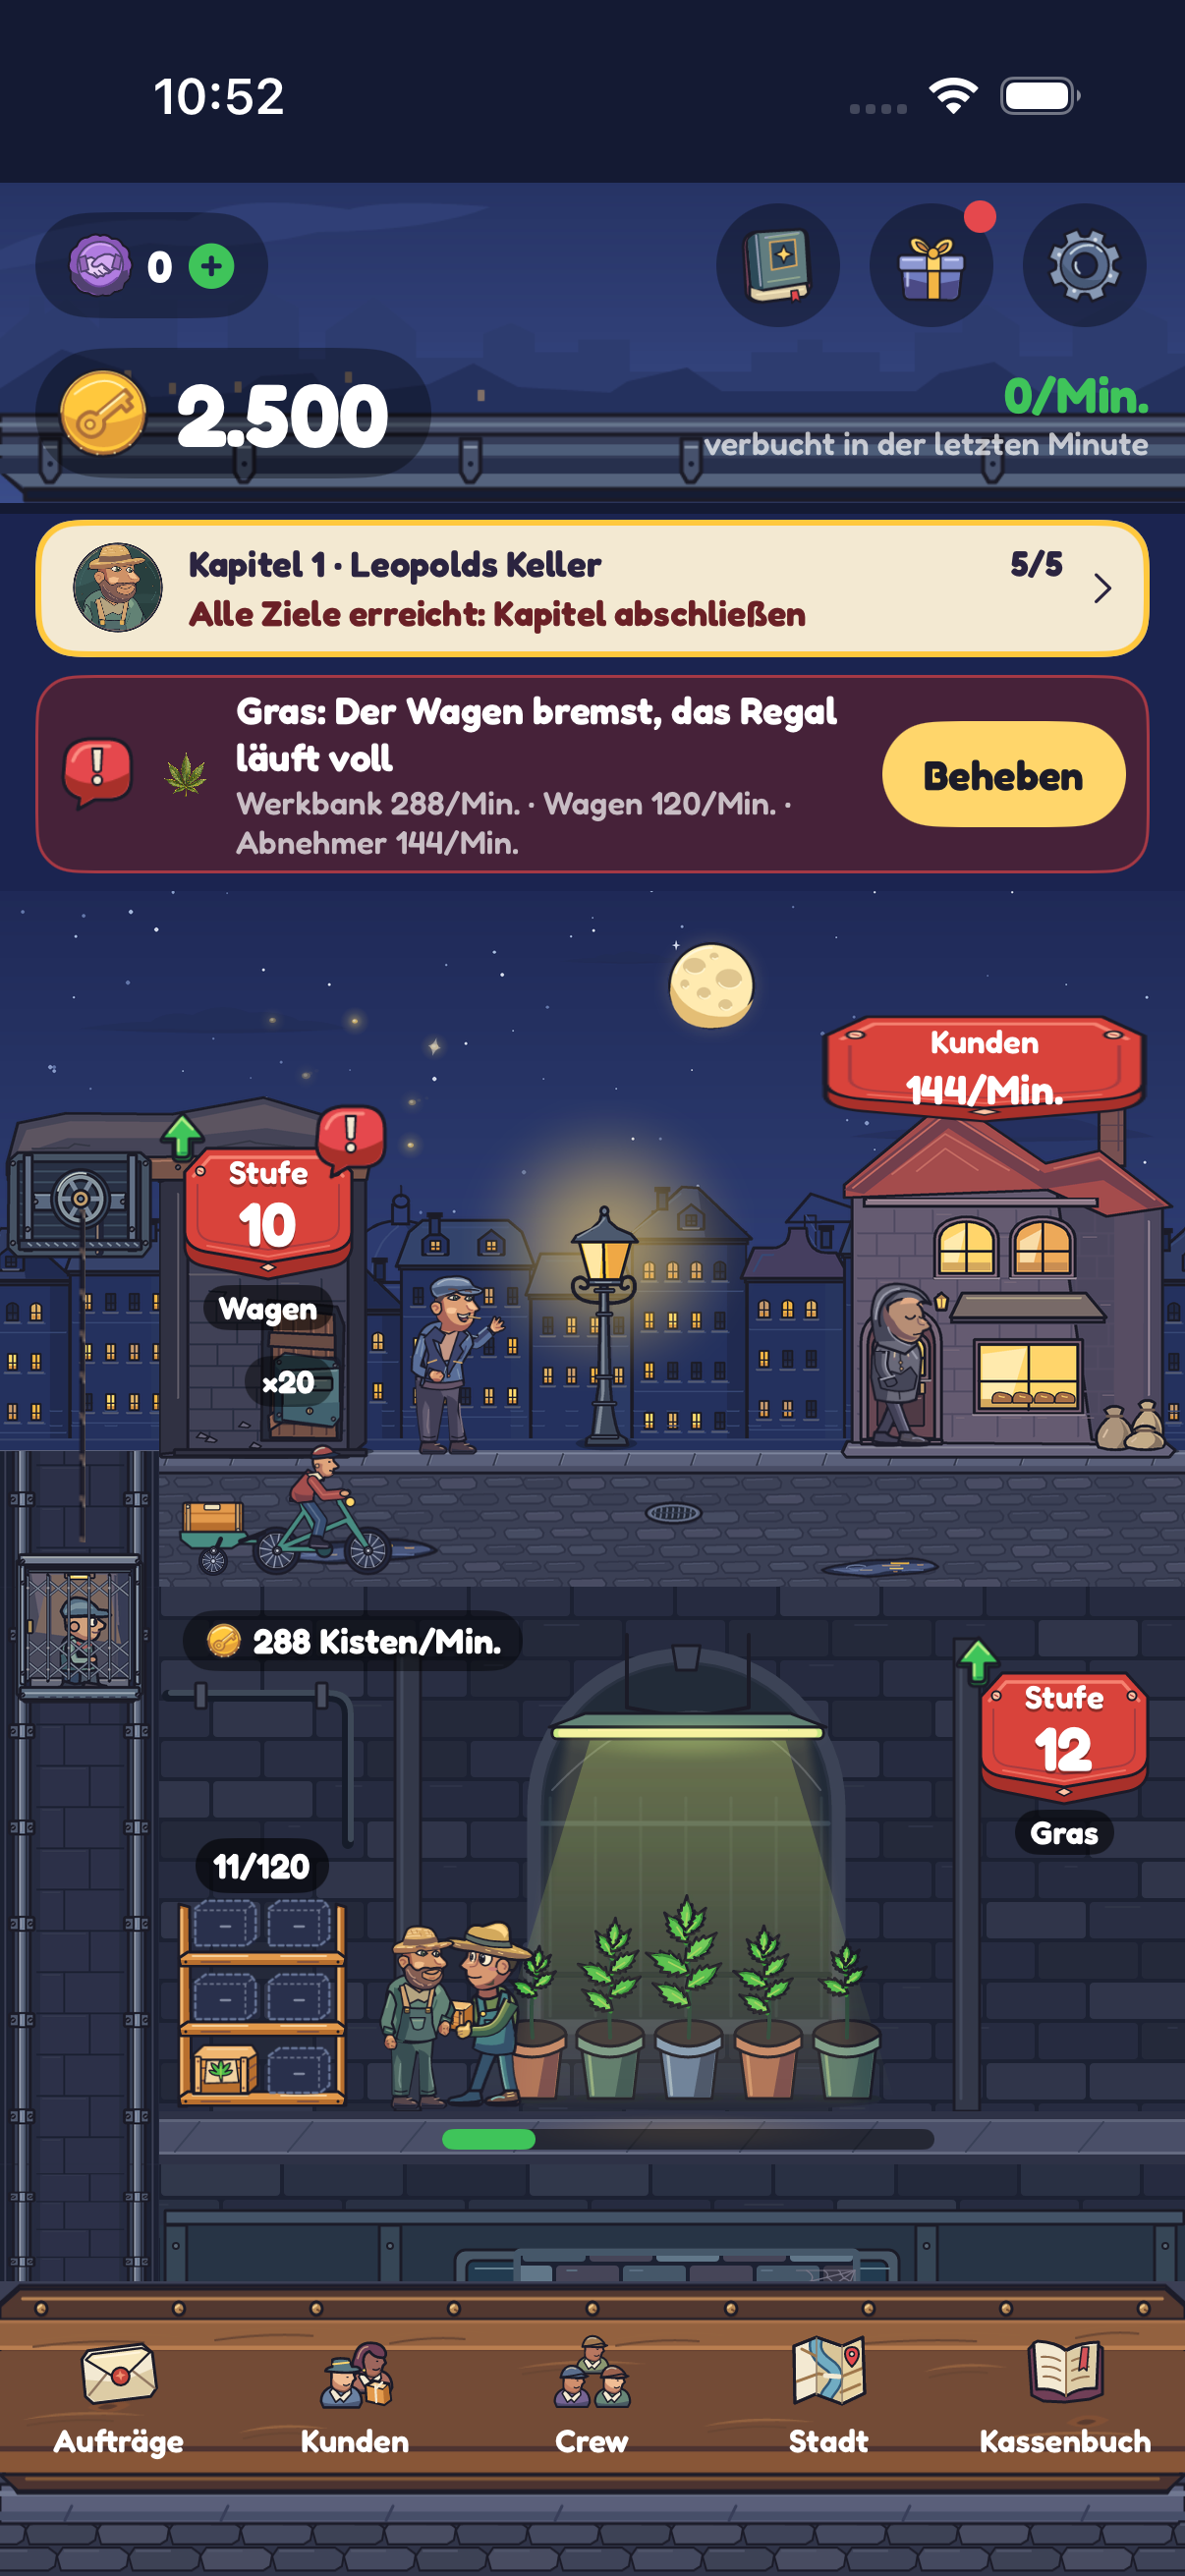 10:52
0
2.500
0/Min.
verbucht in der letzten Minute
Kapitel 1 · Leopolds Keller
5/5
Alle Ziele erreicht: Kapitel abschließen
Gras: Der Wagen bremst, das Regal
läuft voll
Werkbank 288/Min. · Wagen 120/Min. ·
Abnehmer 144/Min.
Beheben
Kunden
144/Min.
Stufe
10
Wagen
×20
288 Kisten/Min.
Stufe
12
Gras
11/120
Aufträge
Kunden
Crew
Stadt
Kassenbuch